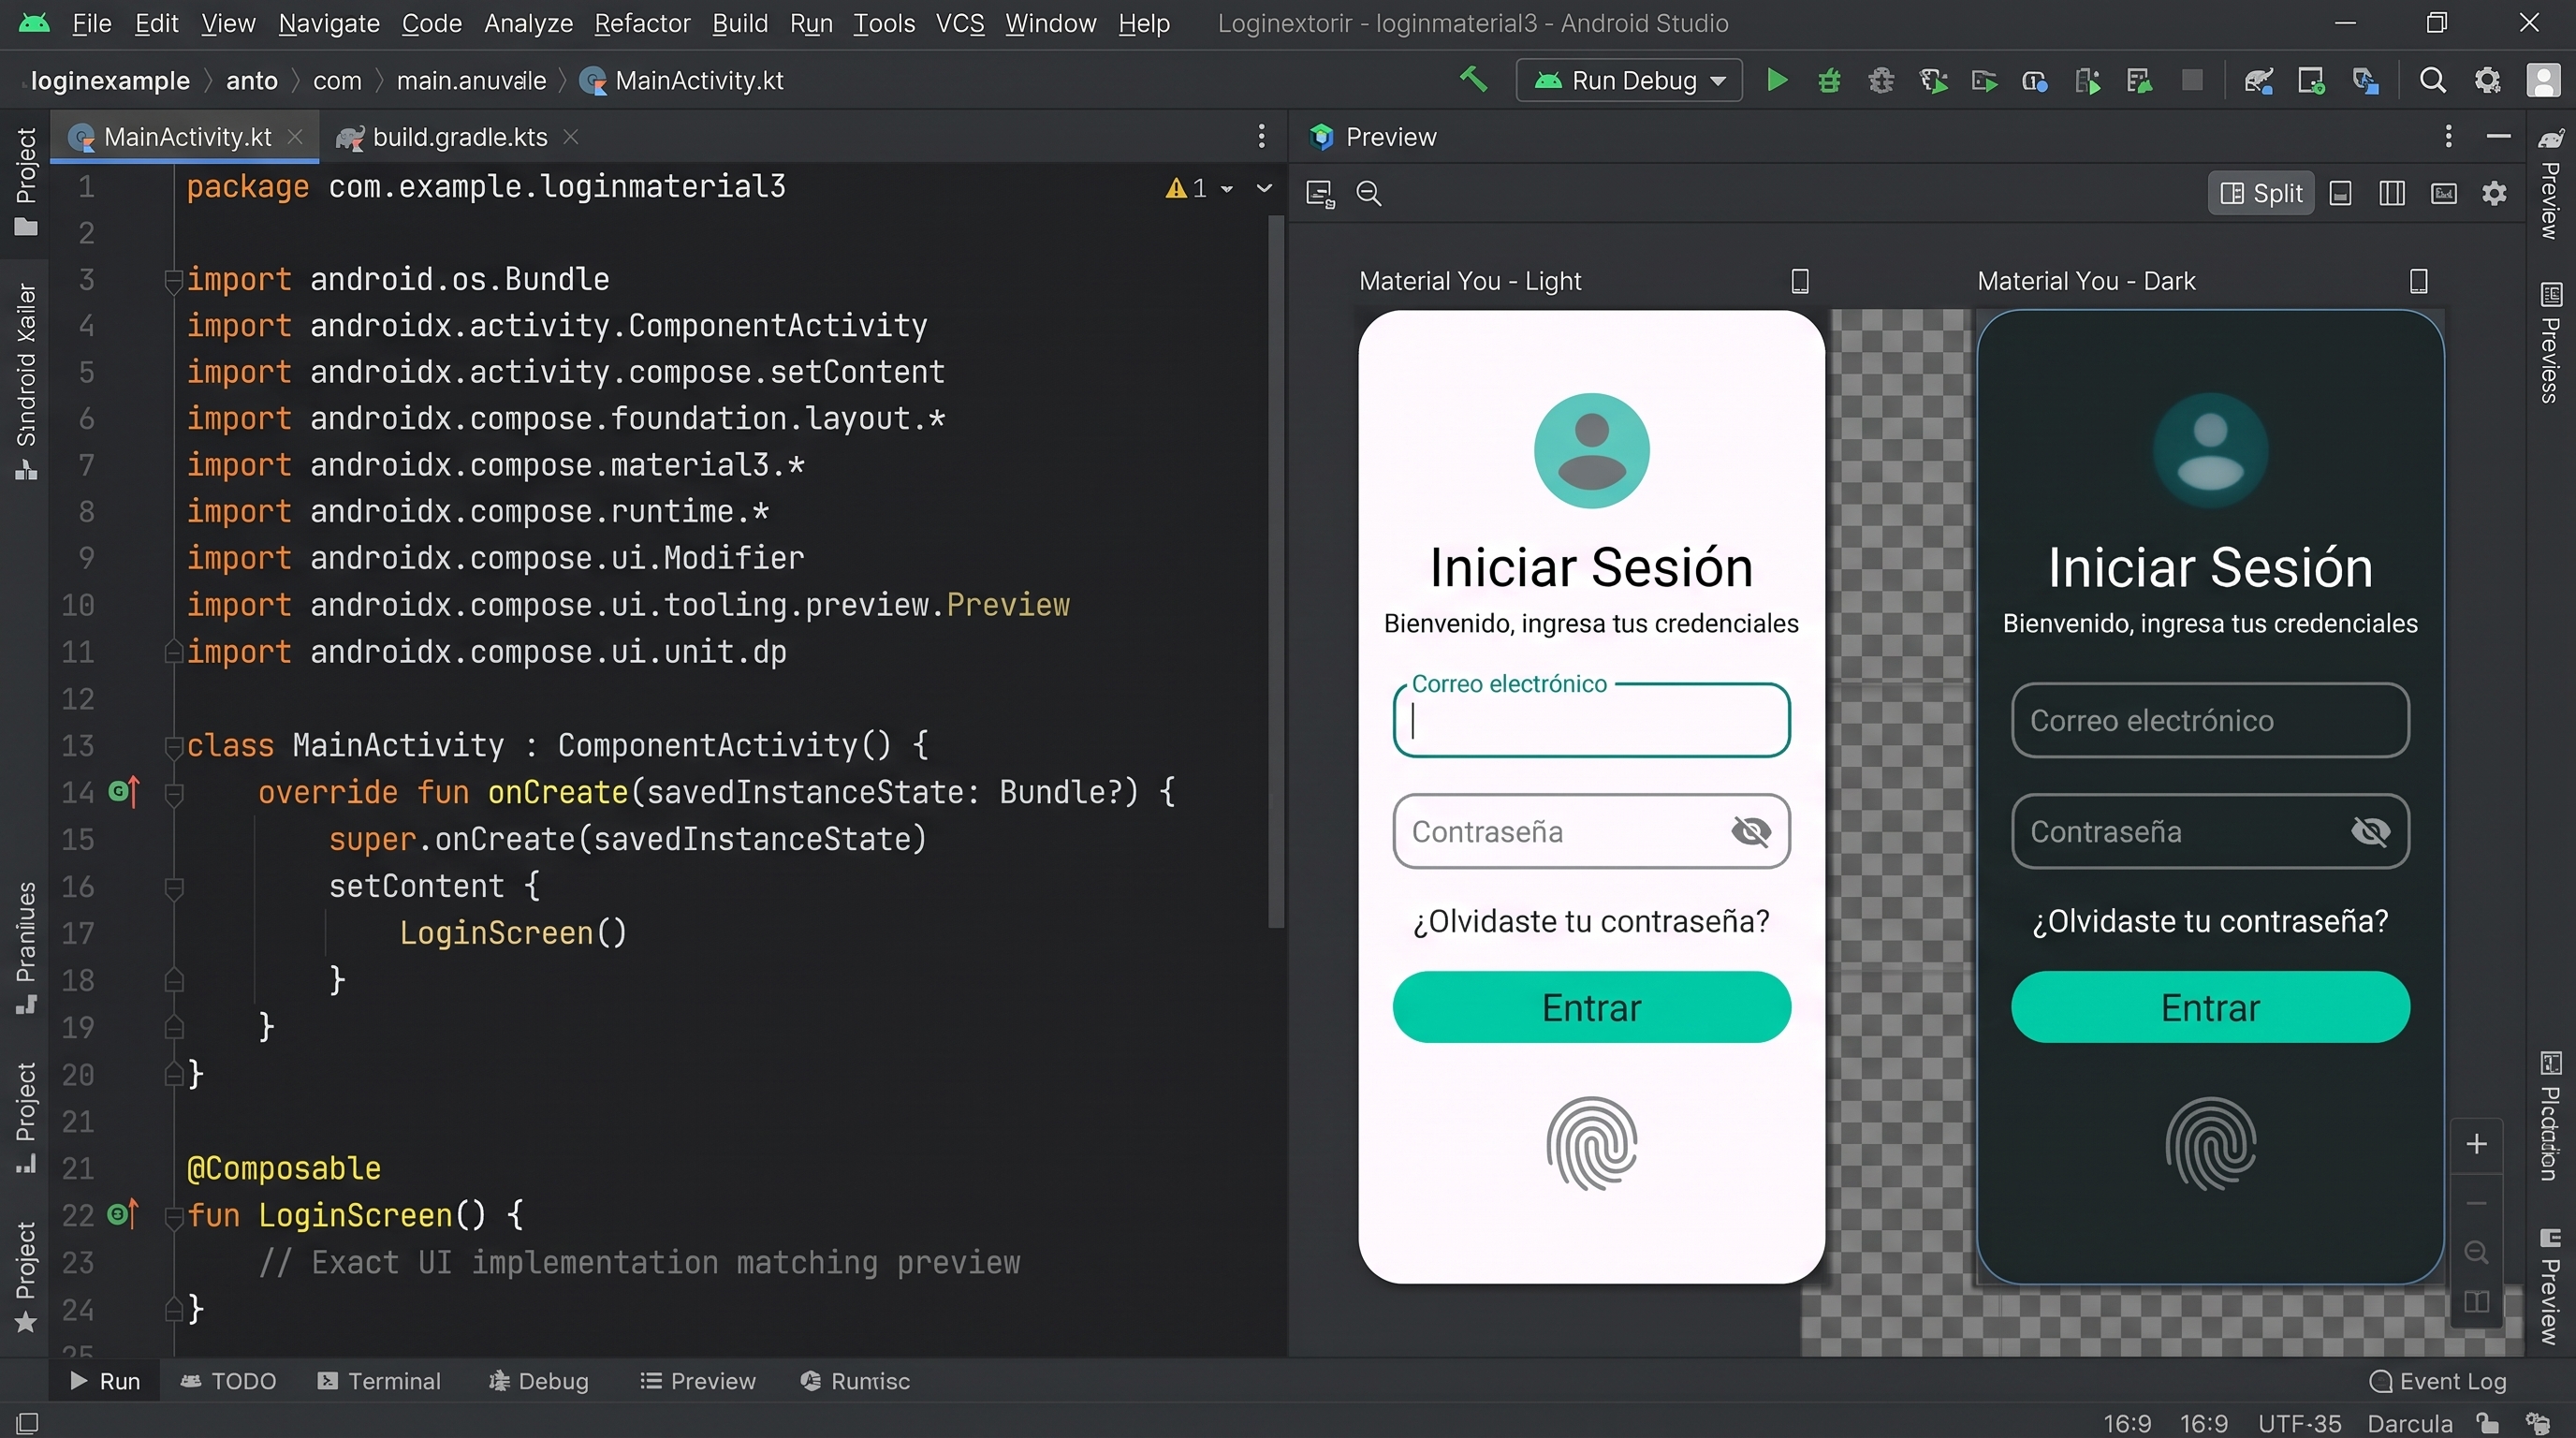 File Edit View Navigate Code Analyze Refactor Build Run Tools VCS Window Help
Loginextorir - loginmaterial3 - Android Studio
loginexample
anto
com
main.anuvaile
MainActivity.kt
Run Debug
MainActivity.kt
build.gradle.kts
1 package com.example.loginmaterial3
1
2
3 import android.os.Bundle
4 import androidx.activity.ComponentActivity
5 import androidx.activity.compose.setContent
6 import androidx.compose.foundation.layout.*
7 import androidx.compose.material3.*
8 import androidx.compose.runtime.*
9 import androidx.compose.ui.Modifier
10 import androidx.compose.ui.tooling.preview.Preview
11 import androidx.compose.ui.unit.dp
12
13 class MainActivity : ComponentActivity() {
14 override fun onCreate(savedInstanceState: Bundle?) {
15 super.onCreate(savedInstanceState)
16 setContent {
17 LoginScreen()
18 }
19 }
20 }
21
21 @Composable
22 fun LoginScreen() {
23 // Exact UI implementation matching preview
24 }
25
Project
Project
Project
Preview
Split
Material You - Light
Iniciar Sesión
Bienvenido, ingresa tus credenciales
Correo electrónico
Contraseña
¿Olvidaste tu contraseña?
Entrar
Material You - Dark
Iniciar Sesión
Bienvenido, ingresa tus credenciales
Correo electrónico
Contraseña
¿Olvidaste tu contraseña?
Entrar
Preview
Previess
Preview
Run
TODO
Terminal
Debug
Preview
Event Log
16:9 16:9 UTF-35 Darcula